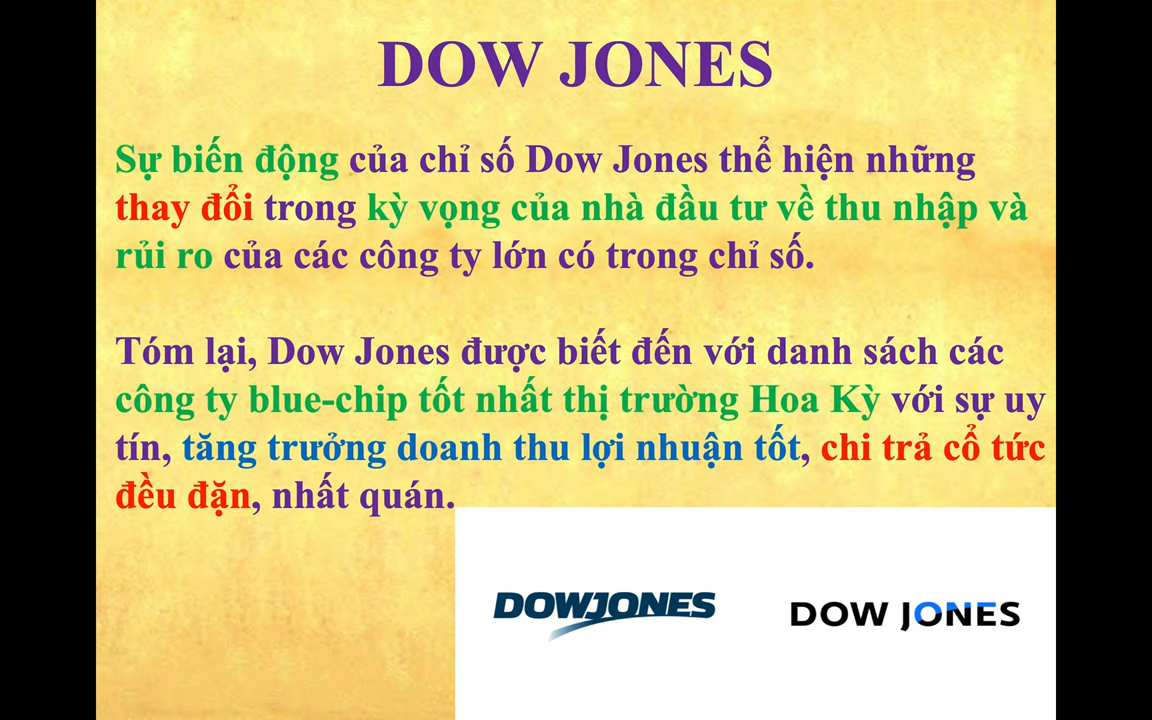 DOW JONES
Sự biến động của chỉ số Dow Jones thể hiện những
thay đổi trong kỳ vọng của nhà đầu tư về thu nhập và
rủi ro của các công ty lớn có trong chỉ số.
Tóm lại, Dow Jones được biết đến với danh sách các
công ty blue-chip tốt nhất thị trường Hoa Kỳ với sự uy
tín, tăng trưởng doanh thu lợi nhuận tốt, chi trả cổ tức
đều đặn, nhất quán.
DOWJONES
DOW JONES